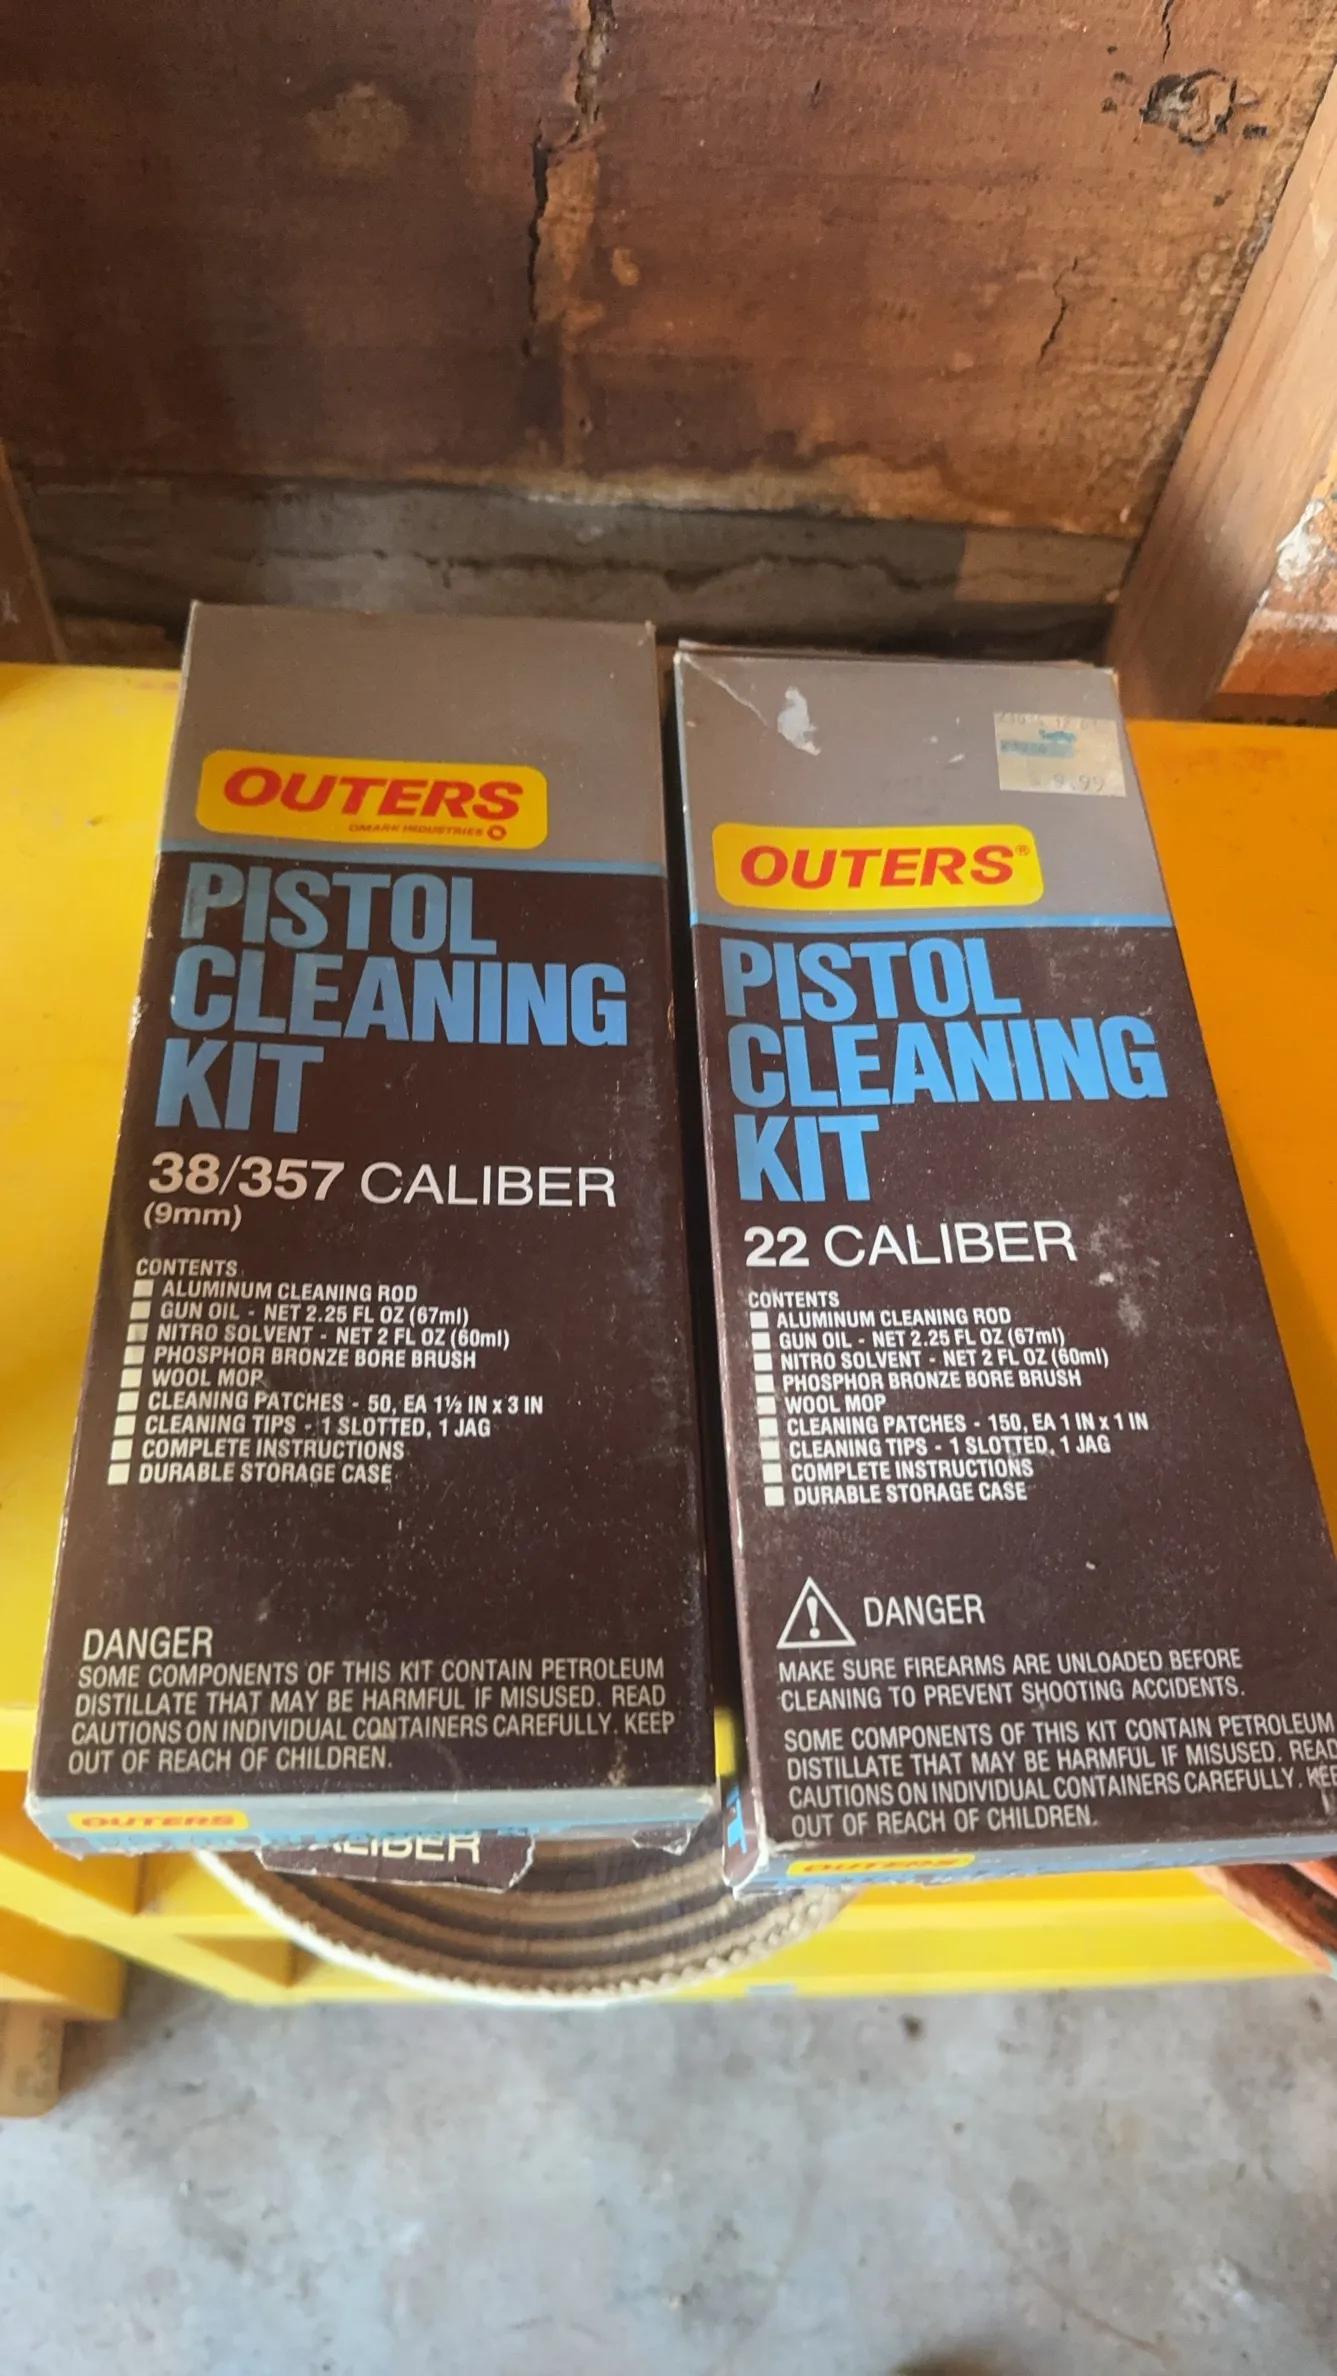 OUTERS
OMARK INDUSTRIES
PISTOL
CLEANING
KIT
38/357 CALIBER
(9mm)
CONTENTS
ALUMINUM CLEANING ROD
GUN OIL - NET 2.25 FL OZ (67ml)
NITRO SOLVENT - NET 2 FL OZ (60ml)
PHOSPHOR BRONZE BORE BRUSH
WOOL MOP
CLEANING PATCHES - 50, EA 1½ IN x 3 IN
CLEANING TIPS - 1 SLOTTED, 1 JAG
COMPLETE INSTRUCTIONS
DURABLE STORAGE CASE
DANGER
SOME COMPONENTS OF THIS KIT CONTAIN PETROLEUM
DISTILLATE THAT MAY BE HARMFUL IF MISUSED. READ
CAUTIONS ON INDIVIDUAL CONTAINERS CAREFULLY. KEEP
OUT OF REACH OF CHILDREN.
OUTERS
CALIBER
9.99
OUTERS®
PISTOL
CLEANING
KIT
22 CALIBER
CONTENTS
ALUMINUM CLEANING ROD
GUN OIL - NET 2.25 FL OZ (67ml)
NITRO SOLVENT - NET 2 FL OZ (60ml)
PHOSPHOR BRONZE BORE BRUSH
WOOL MOP
CLEANING PATCHES - 150, EA 1 IN x 1 IN
CLEANING TIPS - 1 SLOTTED, 1 JAG
COMPLETE INSTRUCTIONS
DURABLE STORAGE CASE
DANGER
MAKE SURE FIREARMS ARE UNLOADED BEFORE
CLEANING TO PREVENT SHOOTING ACCIDENTS.
SOME COMPONENTS OF THIS KIT CONTAIN PETROLEUM
DISTILLATE THAT MAY BE HARMFUL IF MISUSED. READ
CAUTIONS ON INDIVIDUAL CONTAINERS CAREFULLY. KEE
OUT OF REACH OF CHILDREN.
OUTERS